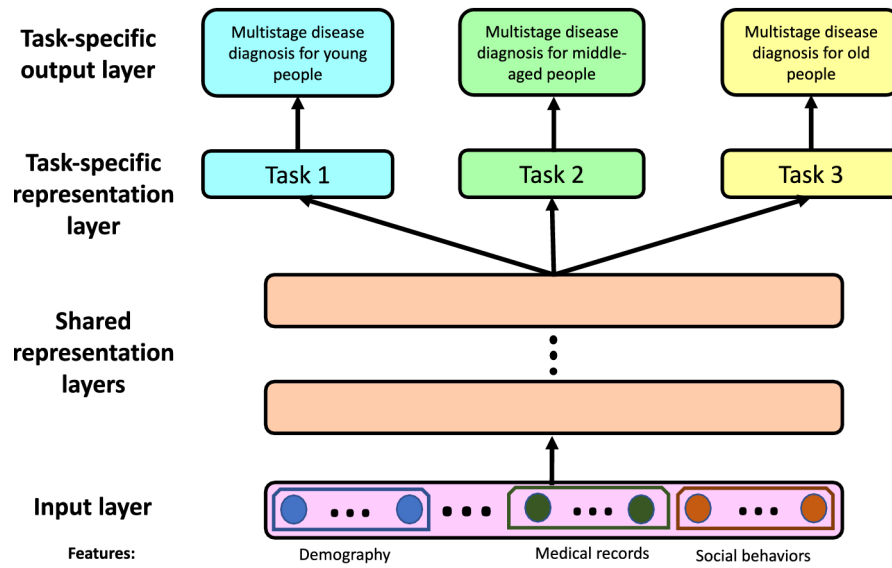 Task-specific
output layer
Multistage disease
diagnosis for young
people
Multistage disease
diagnosis for middle-
aged people
Multistage disease
diagnosis for old
people
Task-specific
representation
layer
Task 1
Task 2
Task 3
Shared
representation
layers
Input layer
Features:
Demography
Medical records
Social behaviors